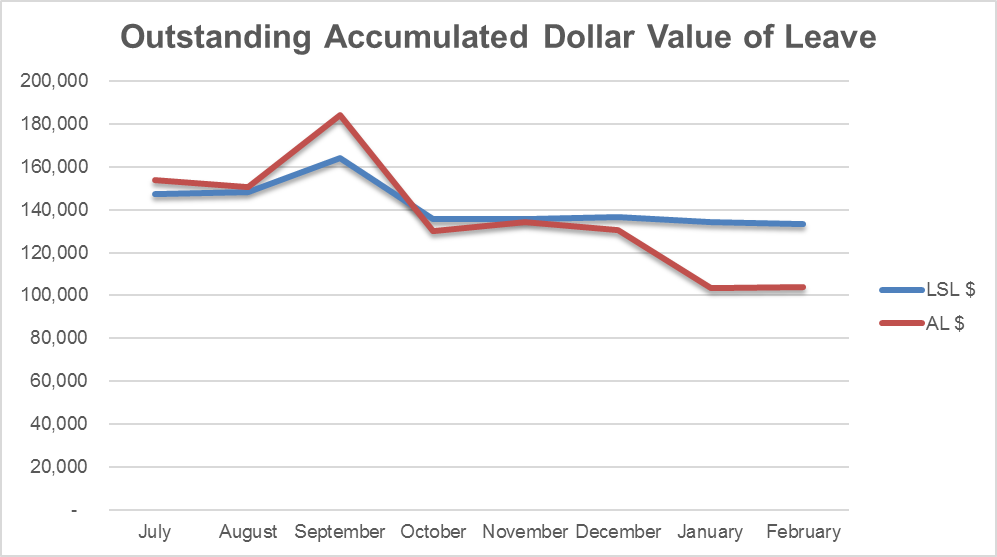 Outstanding Accumulated Dollar Value of Leave
200,000
180,000
160,000
140,000
120,000
100,000
80,000
60,000
40,000
20,000
-
July August September October November December January February
LSL $
AL $